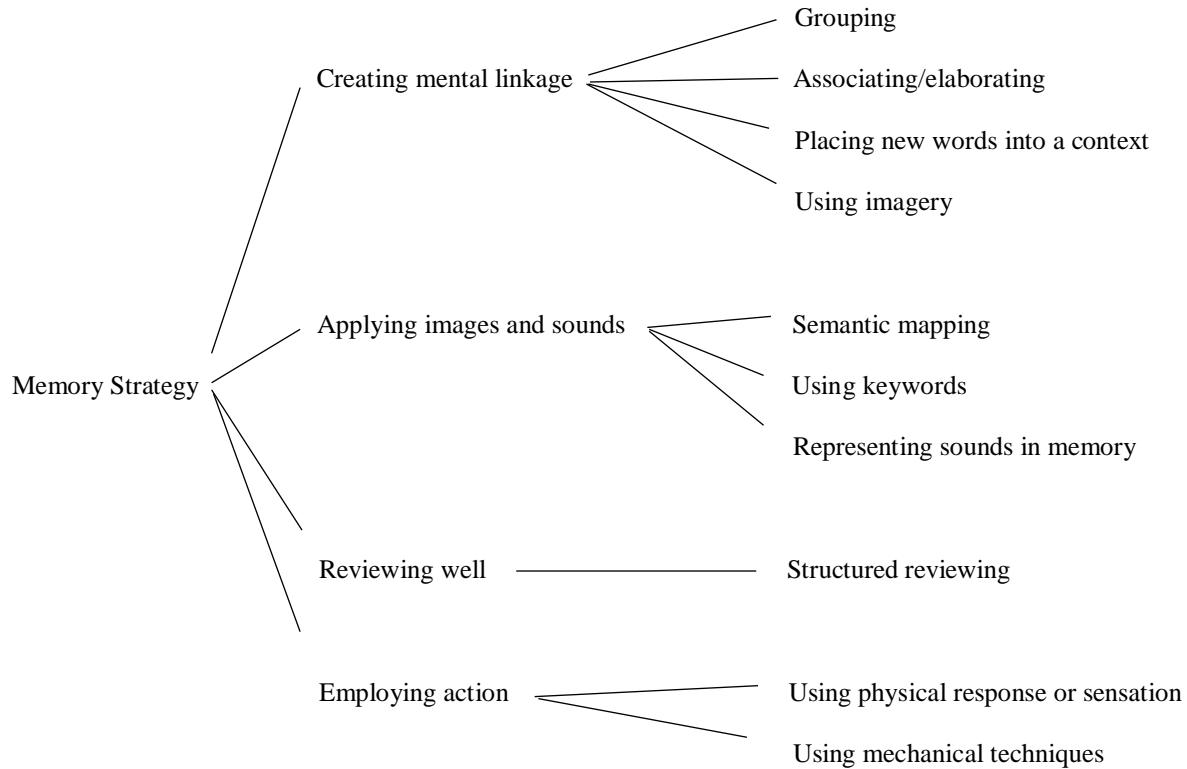 Grouping
Creating mental linkage
Associating/elaborating
Placing new words into a context
Using imagery
Applying images and sounds
Semantic mapping
Memory Strategy
Using keywords
Representing sounds in memory
Reviewing well
Structured reviewing
Employing action
Using physical response or sensation
Using mechanical techniques